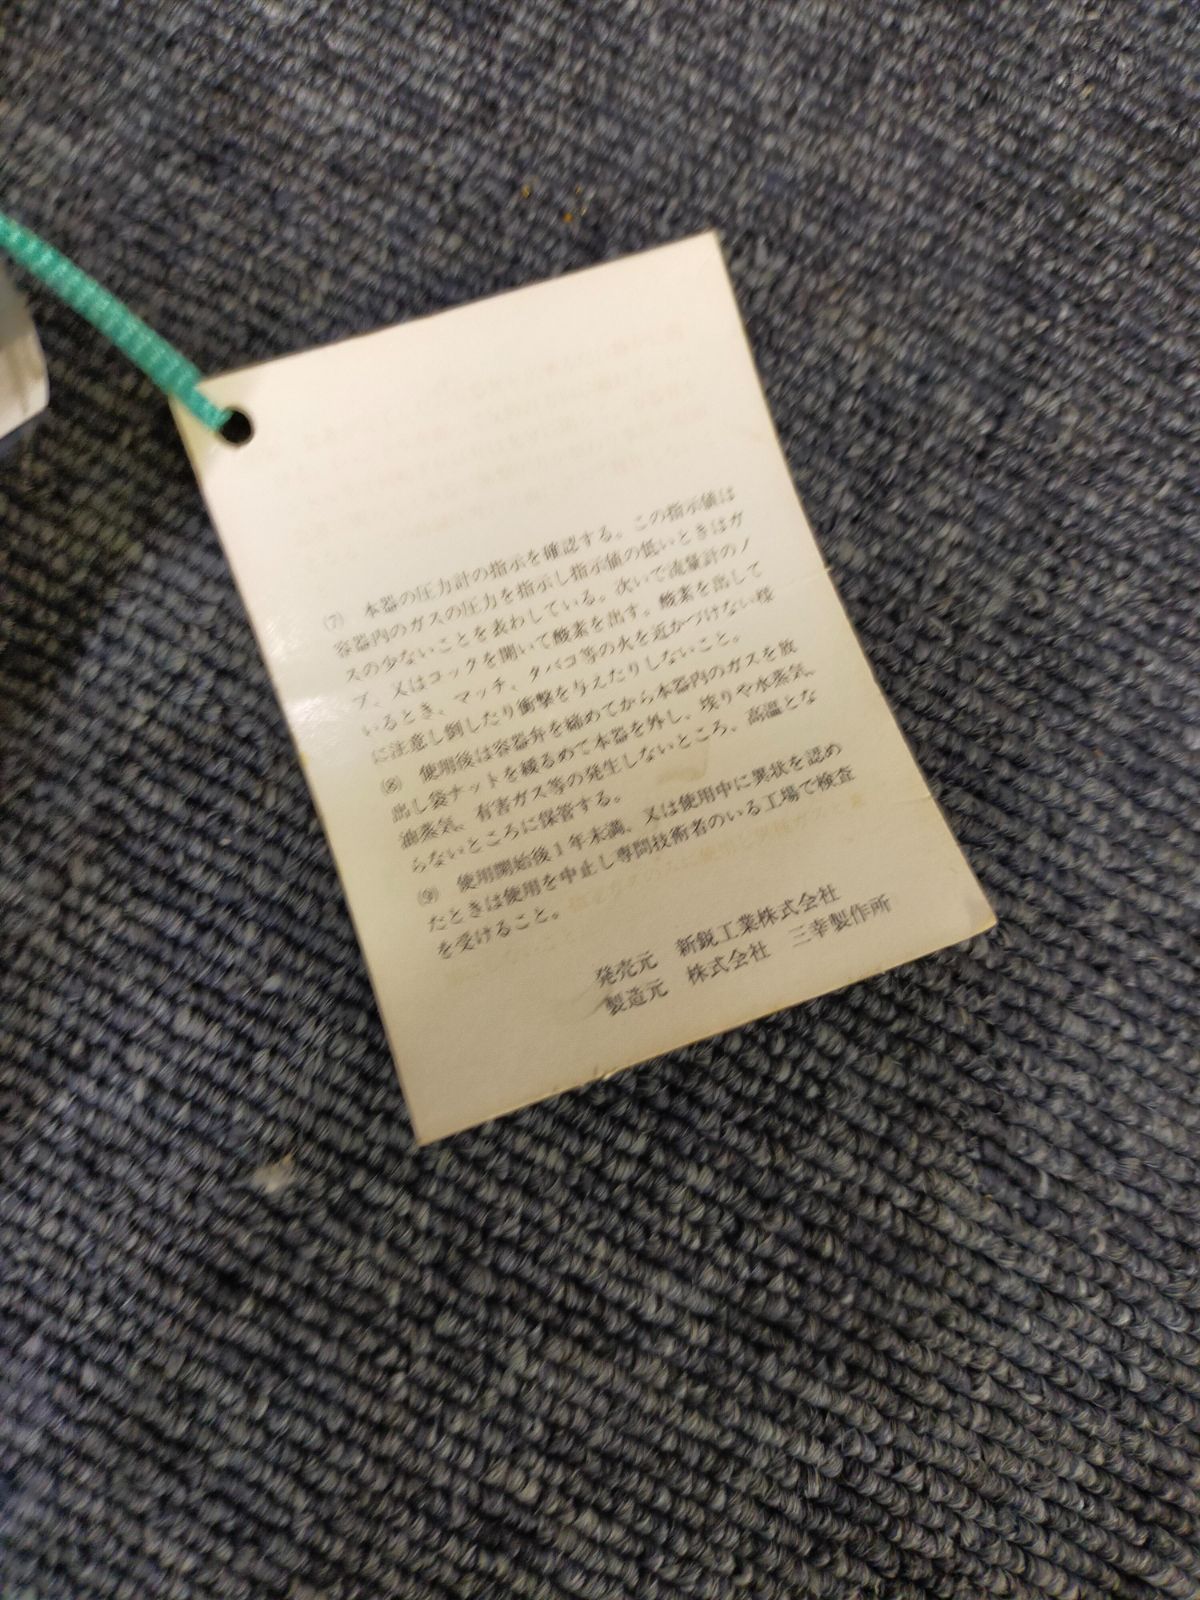 (7) 本器の圧力計の指示を確認する。この指示値は
容器内のガスの圧力を指示し指示値の低いときはガ
スの少ないことを表わしている。次いで流量計のノ
ブ、又はコックを開いて酸素を出す。酸素を出して
いるとき、マッチ、タバコ等の火を近かづけない様
に注意し倒したり衝撃を与えたりしないこと。
(8) 使用後は容器弁を締めてから本器内のガスを放
出し袋ナットを緩るめて本器を外し、埃りや水蒸気、
油蒸気、有害ガス等の発生しないところ、高温とな
らないところに保管する。
(9) 使用開始後1年未満、又は使用中に異状を認め
たときは使用を中止し専問技術者のいる工場で検査
を受けること。
発売元 新鋭工業株式会社
製造元 株式会社 三幸製作所